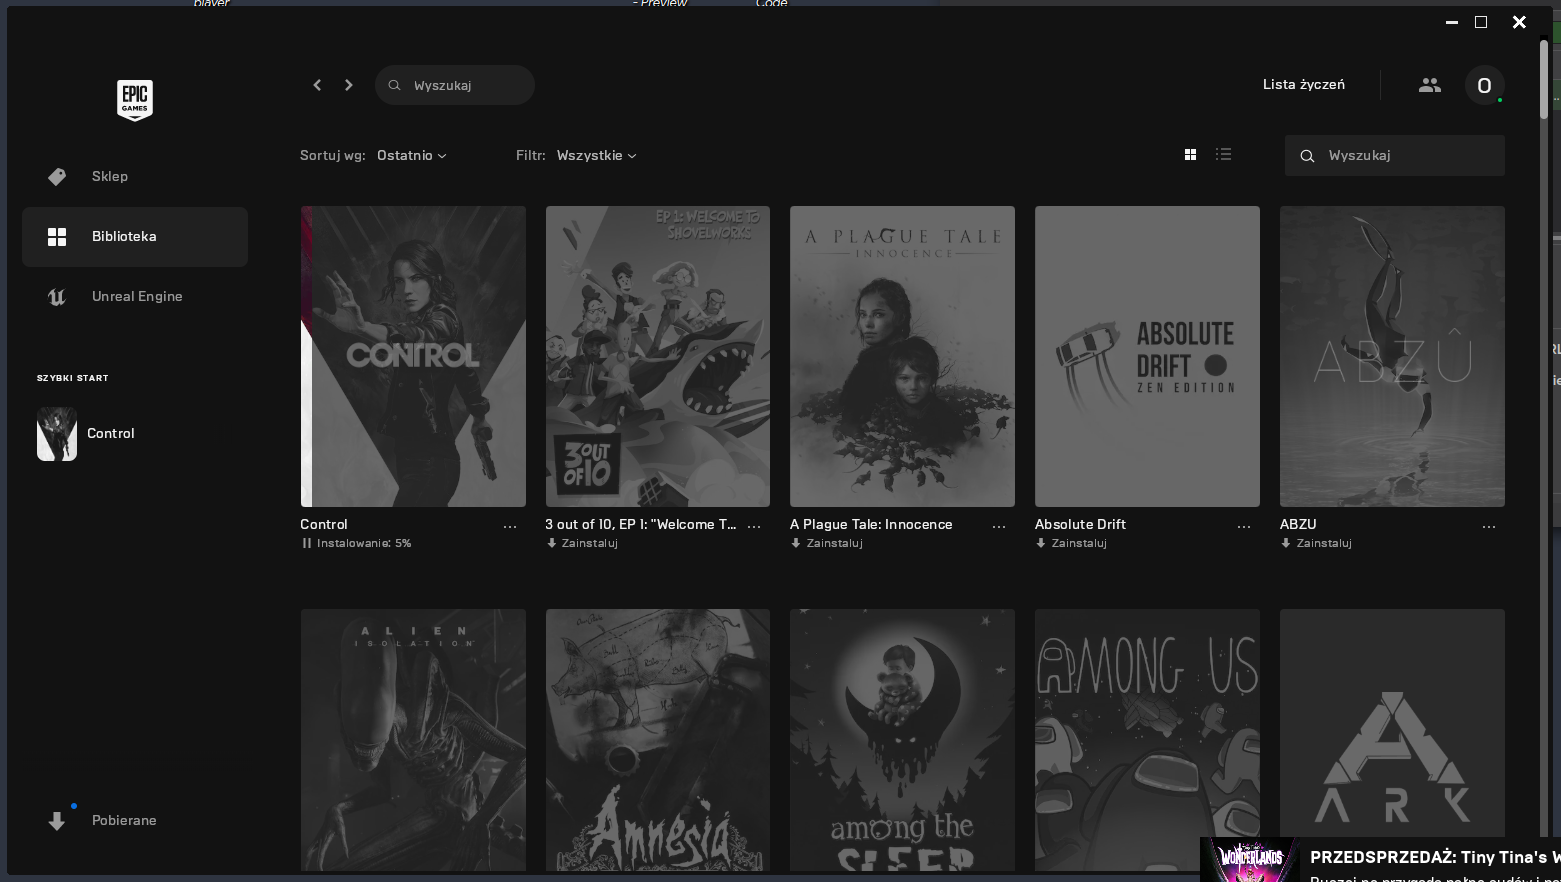 player
- Preview
Code
EPIC
GAMES
Wyszukaj
Lista życzeń
O
Sortuj wg: Ostatnio
Filtr: Wszystkie
Wyszukaj
Sklep
Biblioteka
Unreal Engine
SZYBKI START
Control
Pobierane
CONTROL
EP 1: WELCOME TO
SHOVELWORKS
3 OUT
OF 10
A PLAGUE TALE
INNOCENCE
ABSOLUTE
DRIFT
ZEN EDITION
ABZÛ
Control
Instalowanie: 5%
3 out of 10, EP 1: "Welcome T...
Zainstaluj
A Plague Tale: Innocence
Zainstaluj
Absolute Drift
Zainstaluj
ABZU
Zainstaluj
ALIEN
ISOLATION
Amnesia
among the
SLEEP
AMONG US
ARK
WONDERLANDS
PRZEDSPRZEDAŻ: Tiny Tina's W